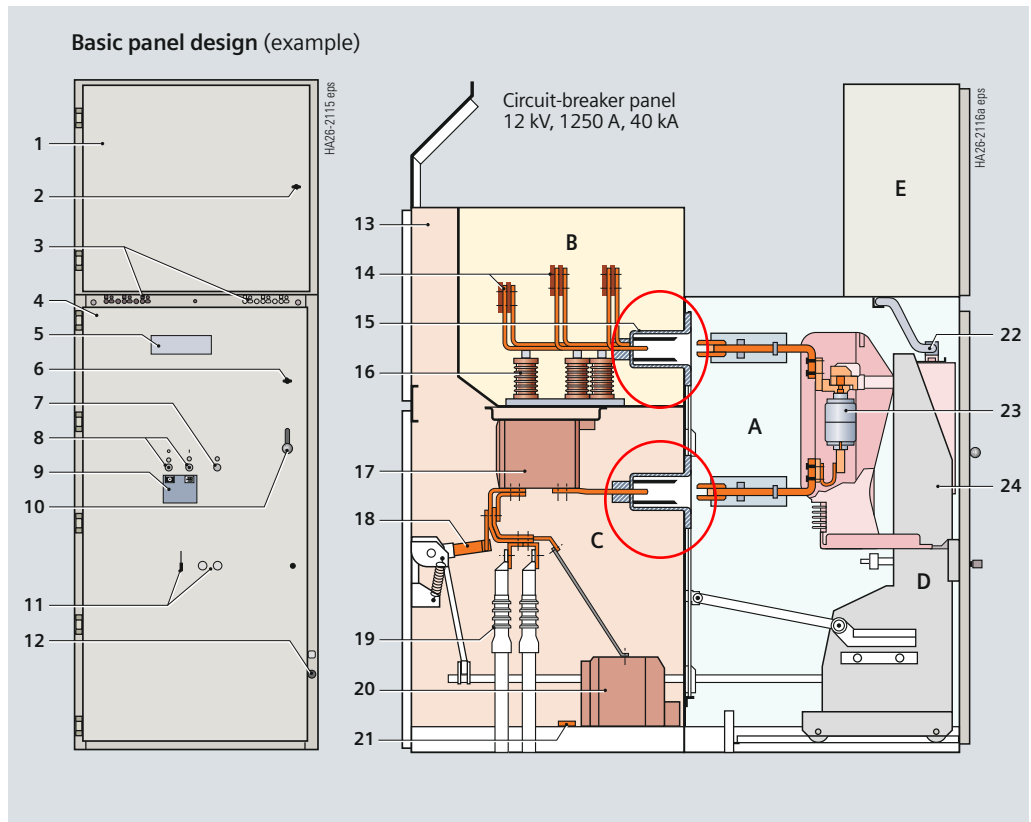 Basic panel design (example)
HA26-2115 eps
Circuit-breaker panel
12 kV, 1250 A, 40 kA
HA26-2116a eps
1
2
3
4
5
6
7
8
9
10
11
12
13
14
15
16
17
18
19
20
21
22
23
24
A
B
C
D
E